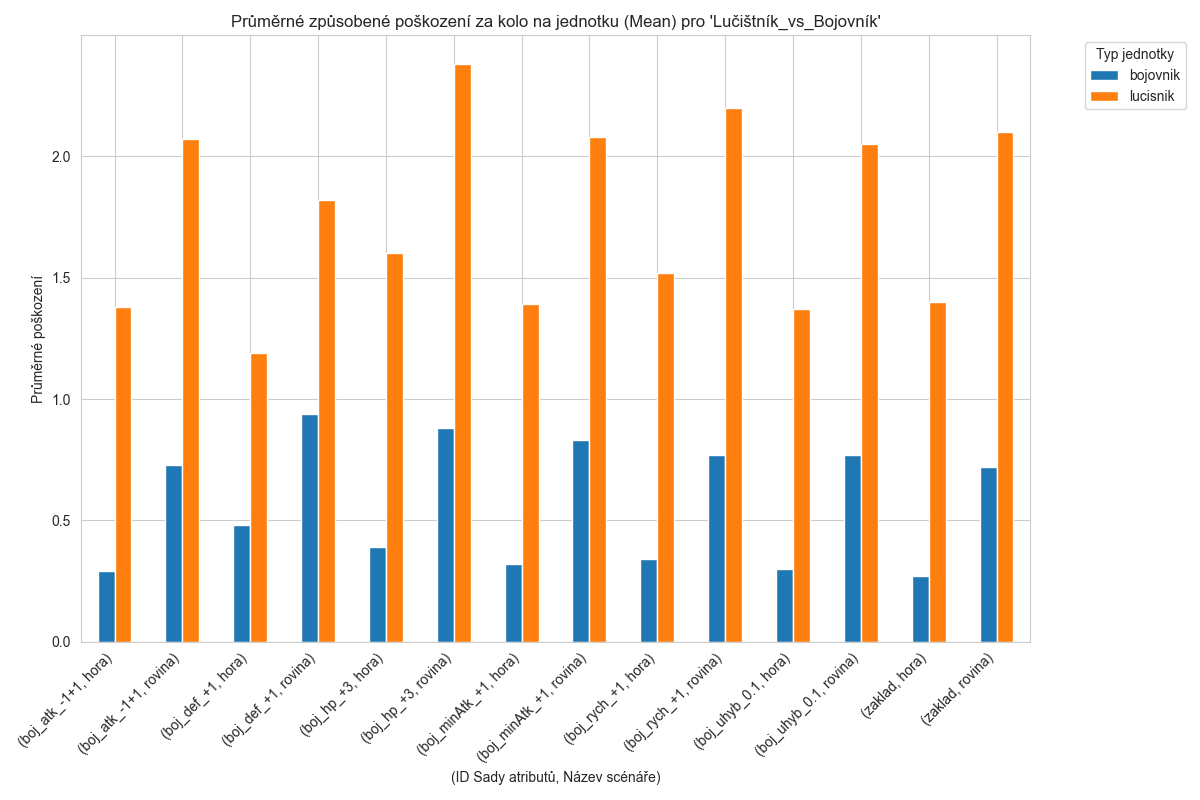 Průměrné způsobené poškození za kolo na jednotku (Mean) pro 'Lučištník_vs_Bojovník'
Typ jednotky
bojovnik
lucisnik
Průměrné poškození
2.0
1.5
1.0
0.5
0.0
(boj_atk_-1+1, hora)
(boj_atk_-1+1, rovina)
(boj_def_+1, hora)
(boj_def_+1, rovina)
(boj_hp_+3, hora)
(boj_hp_+3, rovina)
(boj_minAtk_+1, hora)
(boj_minAtk_+1, rovina)
(boj_rych_+1, hora)
(boj_rych_+1, rovina)
(boj_uhyb_0.1, hora)
(boj_uhyb_0.1, rovina)
(zaklad, hora)
(zaklad, rovina)
(ID Sady atributů, Název scénáře)